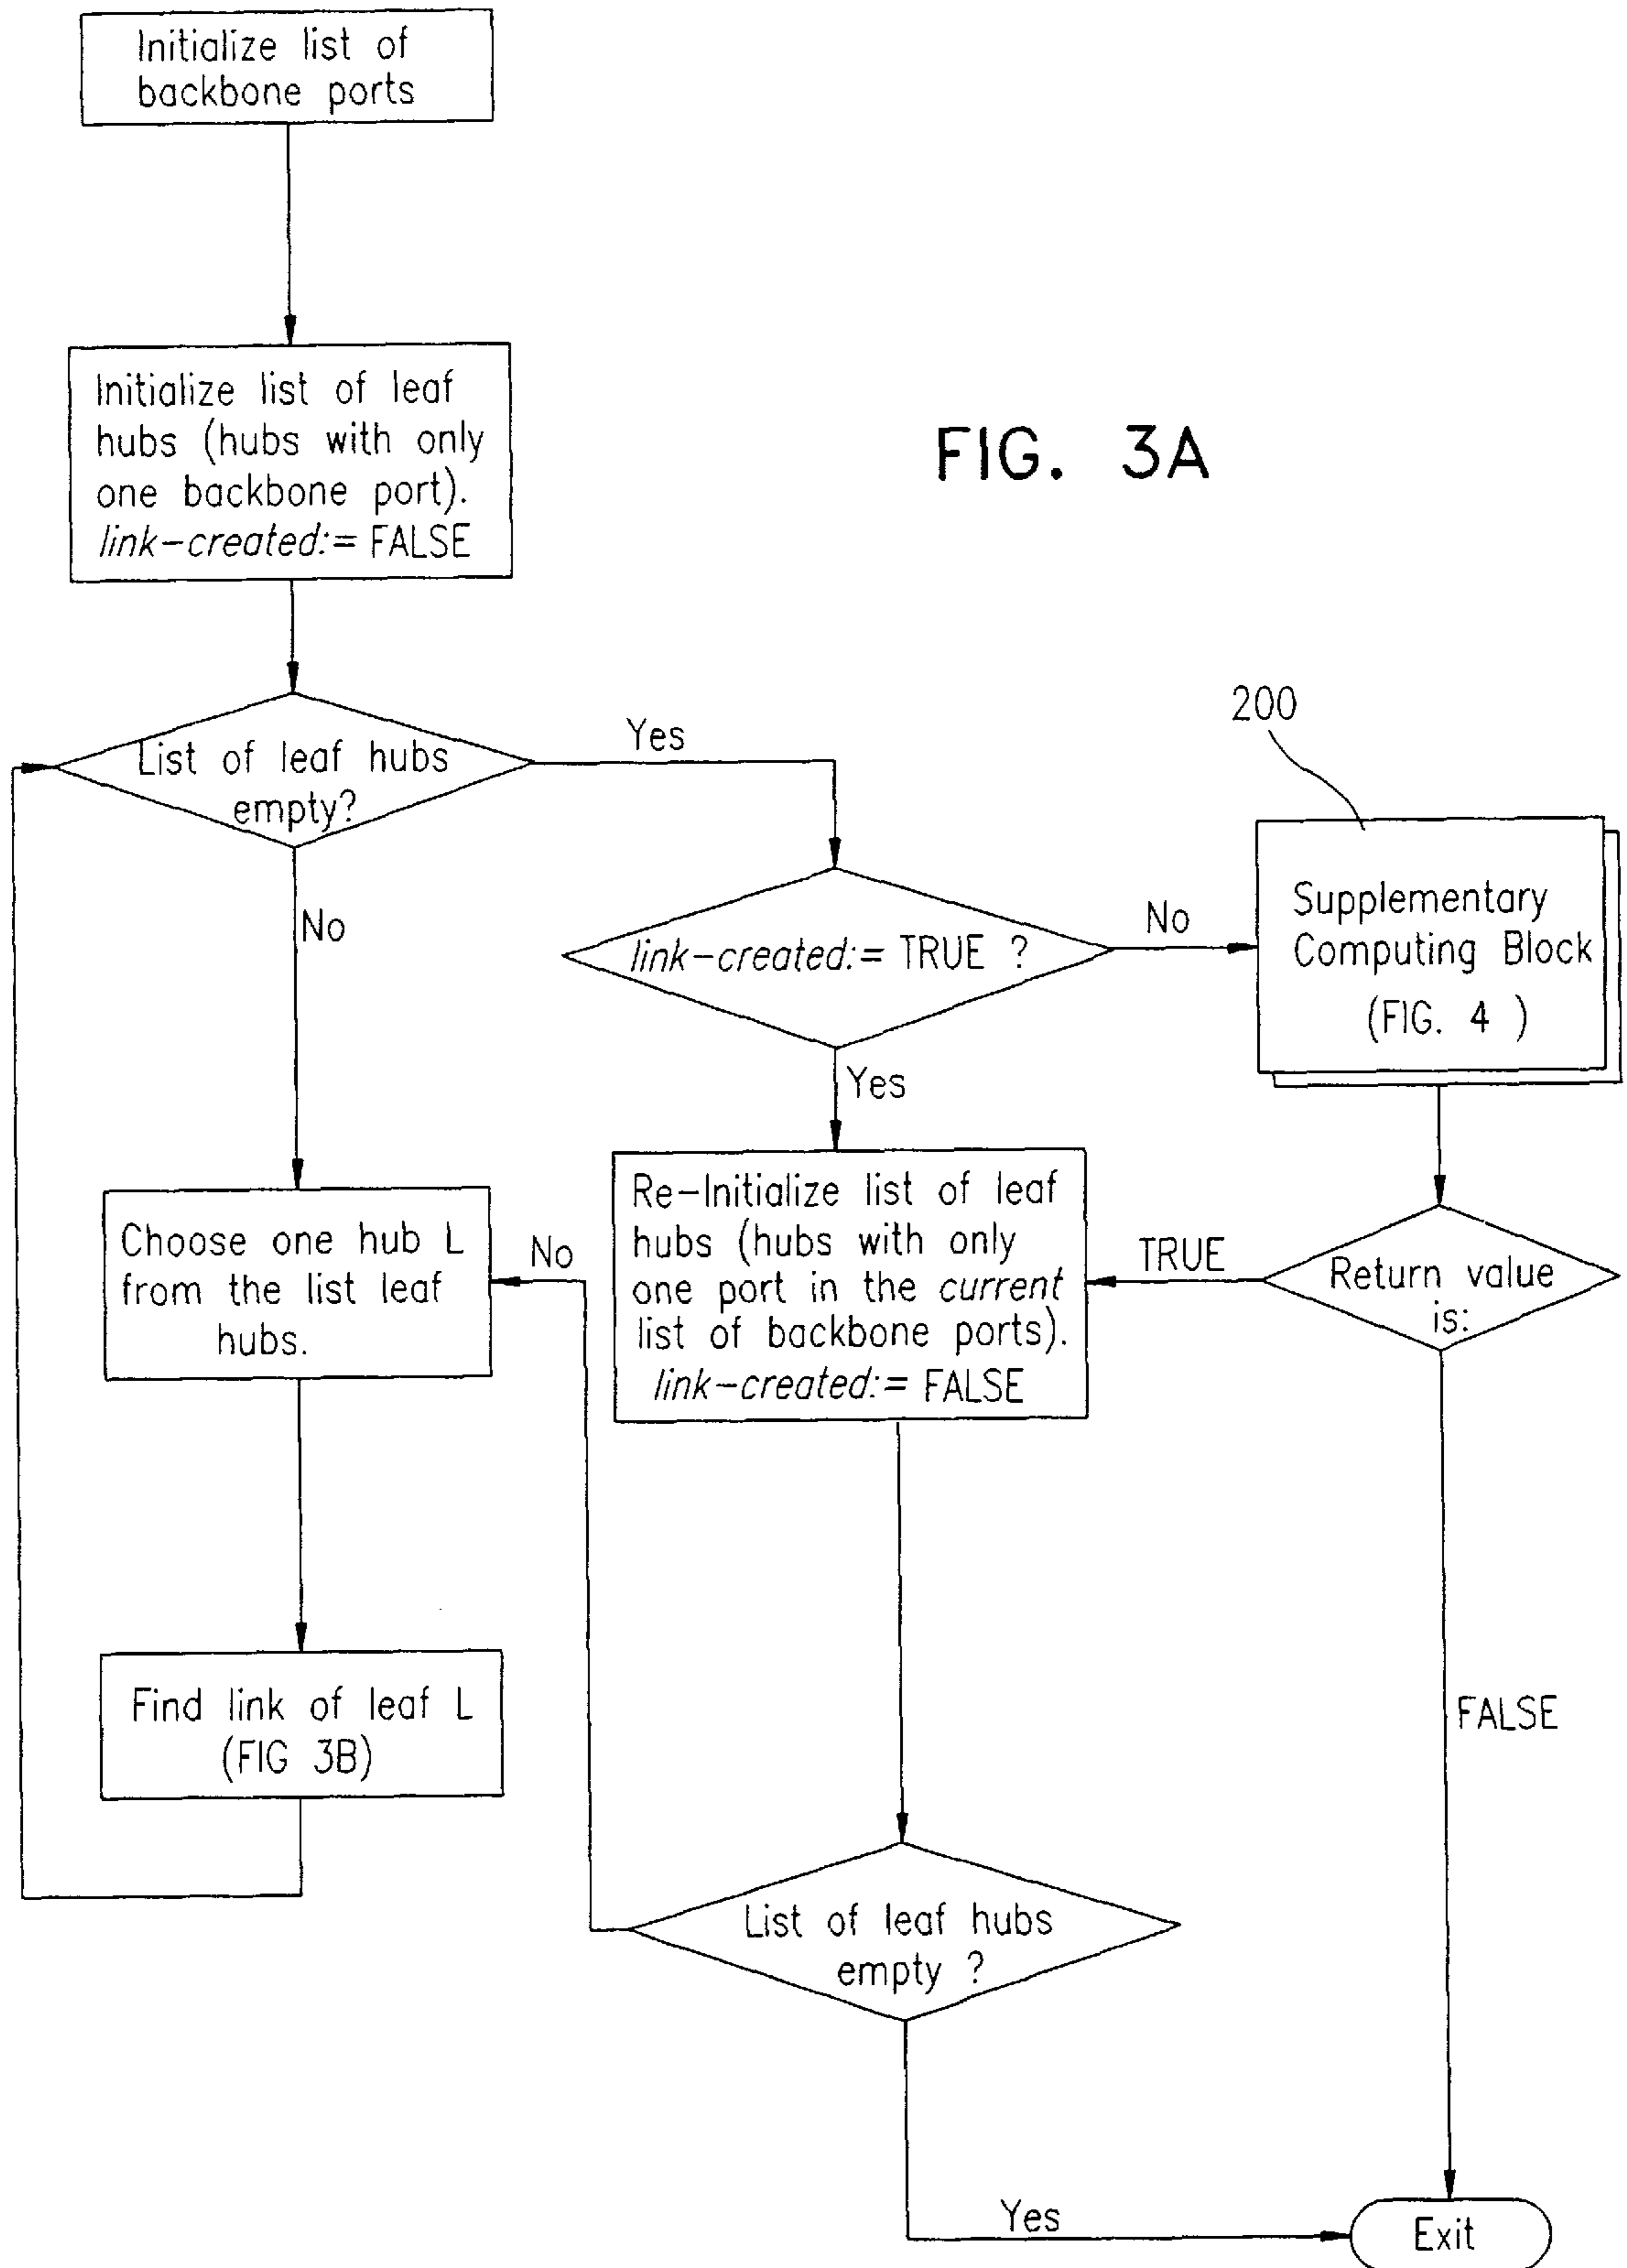 Initialize list of
backbone ports
Initialize list of leaf
hubs (hubs with only
one backbone port).
link-created:= FALSE
FIG. 3A
List of leaf hubs
empty?
Yes
No
200
link-created:= TRUE ?
No
Yes
Supplementary
Computing Block
(FIG. 4 )
Choose one hub L
from the list leaf
hubs.
No
Re-Initialize list of leaf
hubs (hubs with only
one port in the current
list of backbone ports).
link-created:= FALSE
TRUE
Return value
is:
Find link of leaf L
(FIG 3B)
FALSE
List of leaf hubs
empty ?
Yes
Exit